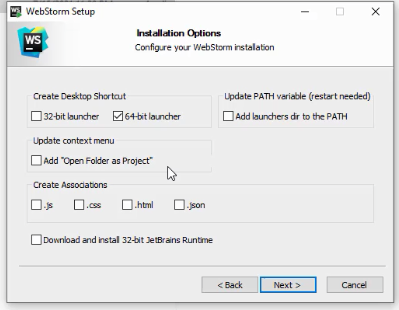 WebStorm Setup
WS
Installation Options
Configure your WebStorm installation
Create Desktop Shortcut
32-bit launcher
64-bit launcher
Update PATH variable (restart needed)
Add launchers dir to the PATH
Update context menu
Add "Open Folder as Project"
Create Associations
.js
.css
.html
.json
Download and install 32-bit JetBrains Runtime
< Back
Next >
Cancel